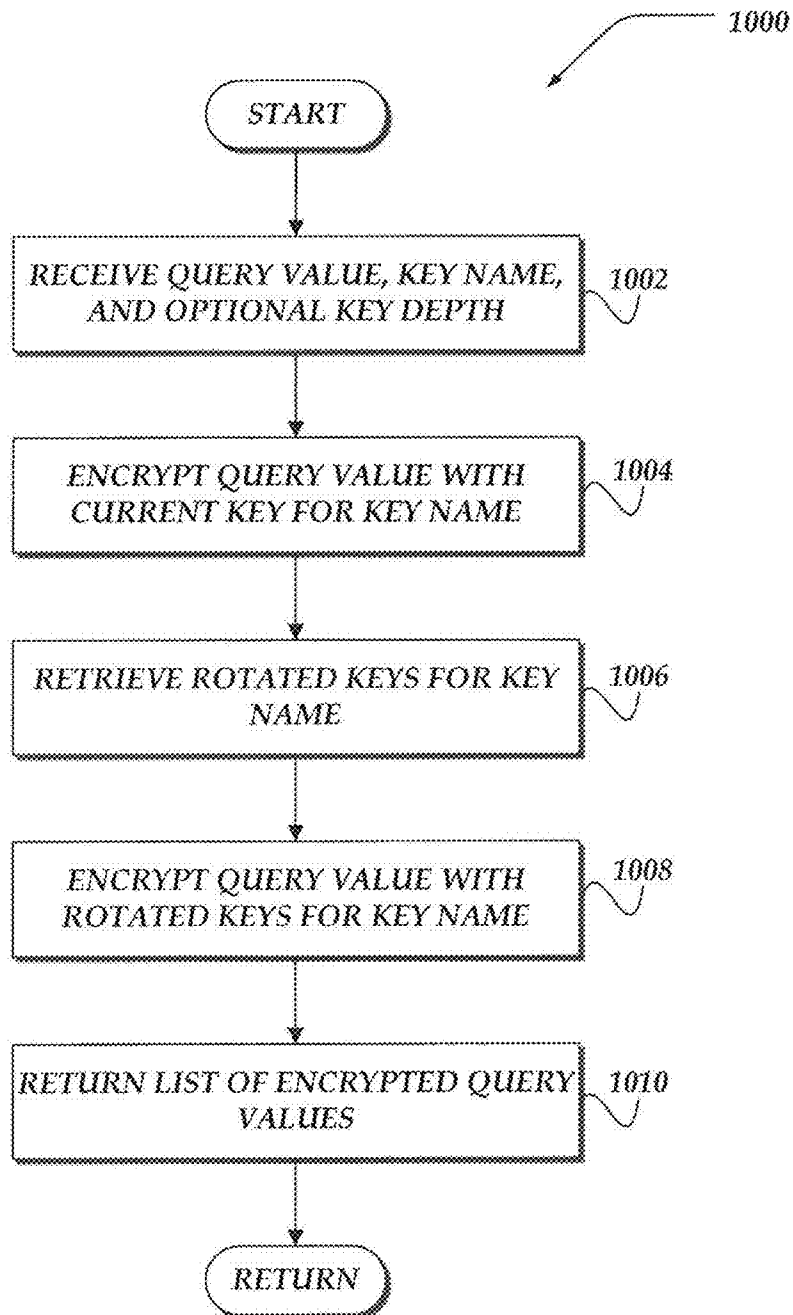 1000
START
RECEIVE QUERY VALUE, KEY NAME,
AND OPTIONAL KEY DEPTH
1002
ENCRYPT QUERY VALUE WITH
CURRENT KEY FOR KEY NAME
1004
RETRIEVE ROTATED KEYS FOR KEY
NAME
1006
ENCRYPT QUERY VALUE WITH
ROTATED KEYS FOR KEY NAME
1008
RETURN LIST OF ENCRYPTED QUERY
VALUES
1010
RETURN